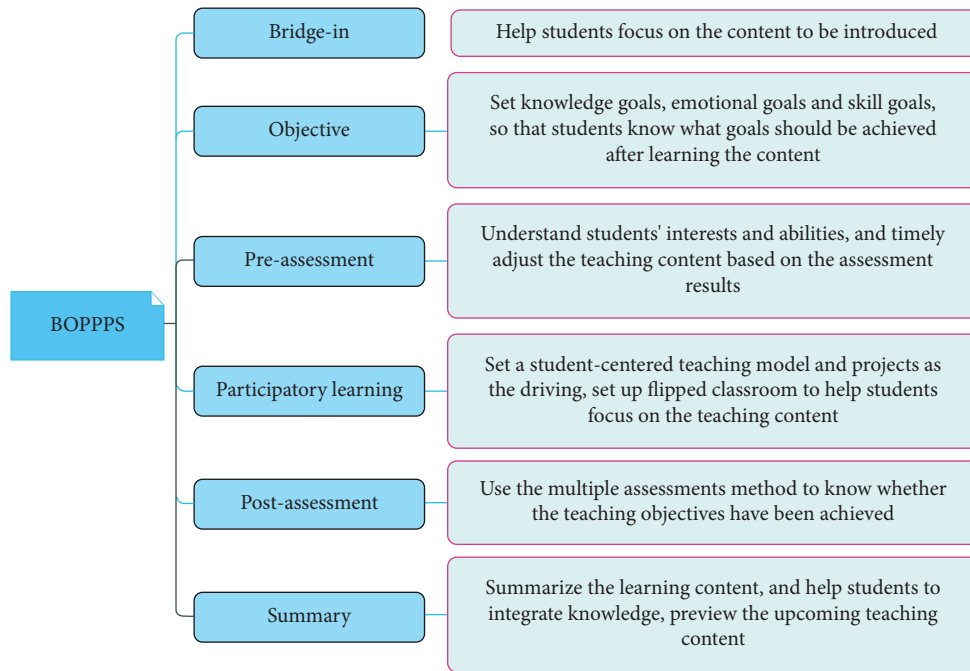 Bridge-in
Help students focus on the content to be introduced
Objective
Set knowledge goals, emotional goals and skill goals,
so that students know what goals should be achieved
after learning the content
Pre-assessment
Understand students' interests and abilities, and timely
adjust the teaching content based on the assessment
results
BOPPPS
Participatory learning
Set a student-centered teaching model and projects as
the driving, set up flipped classroom to help students
focus on the teaching content
Post-assessment
Use the multiple assessments method to know whether
the teaching objectives have been achieved
Summary
Summarize the learning content, and help students to
integrate knowledge, preview the upcoming teaching
content